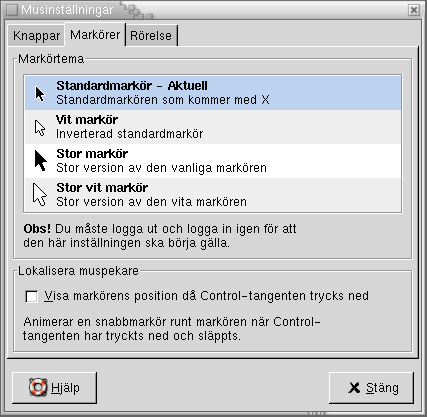 Musinställningar
Knappar Markörer Rörelse
Markörtema
Standardmarkör - Aktuell
Standardmarkören som kommer med X
Vit markör
Inverterad standardmarkör
Stor markör
Stor version av den vanliga markören
Stor vit markör
Stor version av den vita markören
Obs! Du måste logga ut och logga in igen för att
den här inställningen ska börja gälla.
Lokalisera muspekare
Visa markörens position då Control-tangenten trycks ned
Animerar en snabbmarkör runt markören när Control-
tangenten har tryckts ned och släppts.
Hjälp Stäng